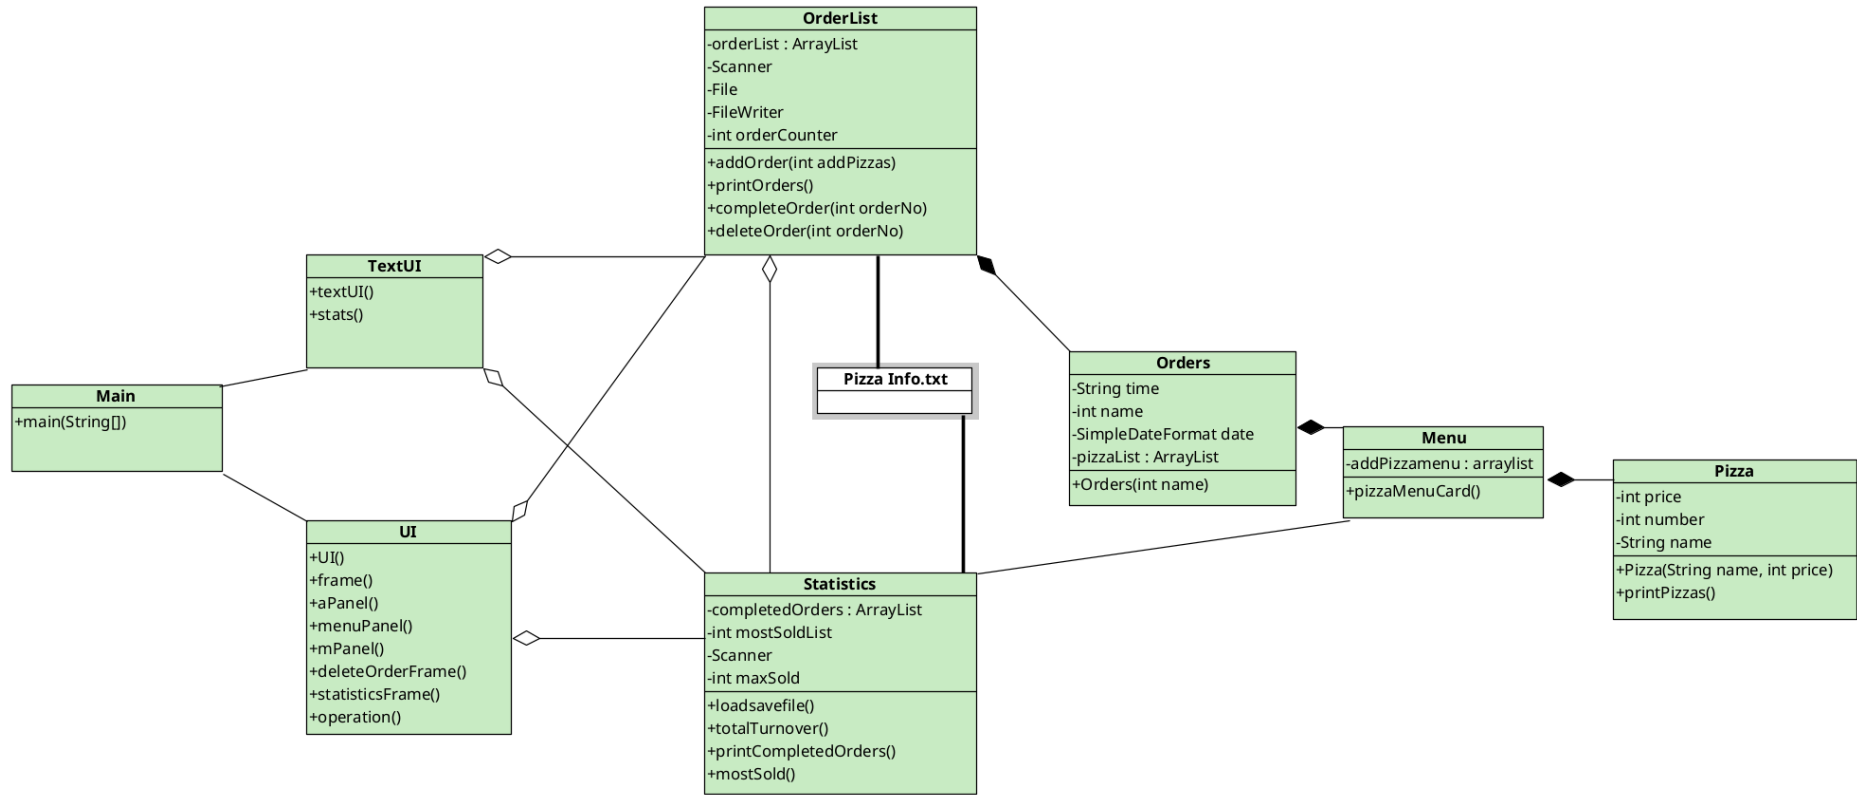 OrderList
-orderList : ArrayList
-Scanner
-File
-FileWriter
-int orderCounter
+addOrder(int addPizzas)
+printOrders()
+completeOrder(int orderNo)
+deleteOrder(int orderNo)
TextUI
+textUI()
+stats()
Main
+main(String[])
UI
+UI()
+frame()
+aPanel()
+menuPanel()
+mPanel()
+deleteOrderFrame()
+statisticsFrame()
+operation()
Pizza Info.txt
Statistics
-completedOrders : ArrayList
-int mostSoldList
-Scanner
-int maxSold
+loadsavefile()
+totalTurnover()
+printCompletedOrders()
+mostSold()
Orders
-String time
-int name
-SimpleDateFormat date
-pizzaList : ArrayList
+Orders(int name)
Menu
-addPizzamenu : arraylist
+pizzaMenuCard()
Pizza
-int price
-int number
-String name
+Pizza(String name, int price)
+printPizzas()